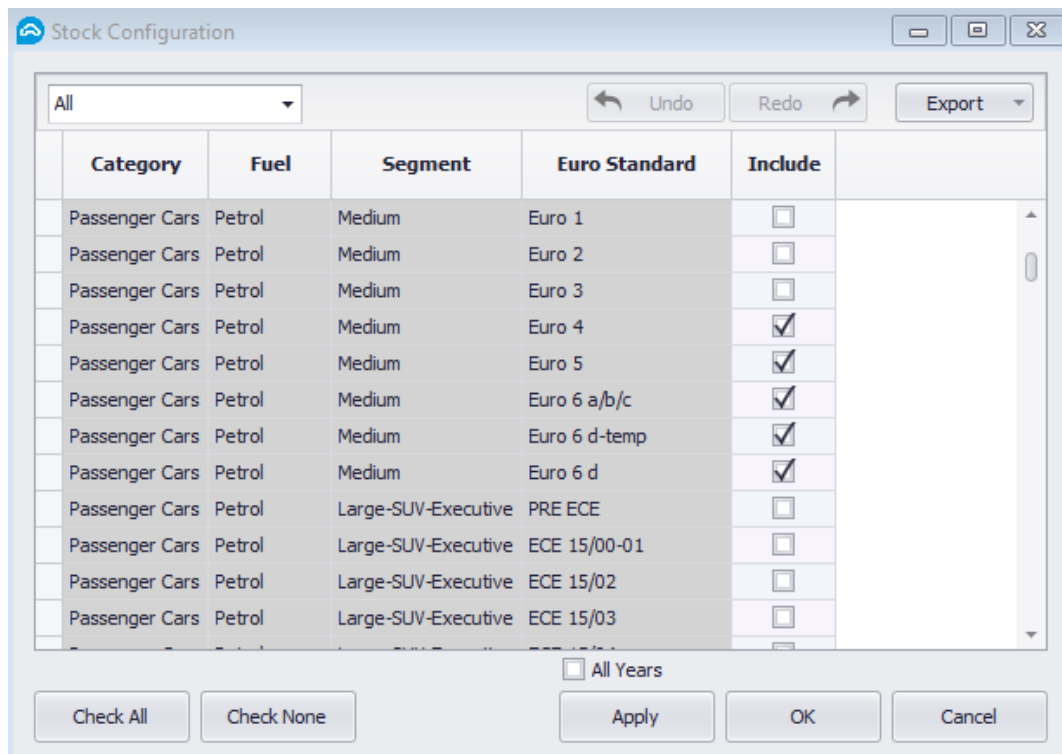 Stock Configuration
All
Undo
Redo
Export
Category Fuel Segment Euro Standard Include
Passenger Cars Petrol Medium Euro 1
Passenger Cars Petrol Medium Euro 2
Passenger Cars Petrol Medium Euro 3
Passenger Cars Petrol Medium Euro 4
Passenger Cars Petrol Medium Euro 5
Passenger Cars Petrol Medium Euro 6 a/b/c
Passenger Cars Petrol Medium Euro 6 d-temp
Passenger Cars Petrol Medium Euro 6 d
Passenger Cars Petrol Large-SUV-Executive PRE ECE
Passenger Cars Petrol Large-SUV-Executive ECE 15/00-01
Passenger Cars Petrol Large-SUV-Executive ECE 15/02
Passenger Cars Petrol Large-SUV-Executive ECE 15/03
All Years
Check All Check None Apply OK Cancel